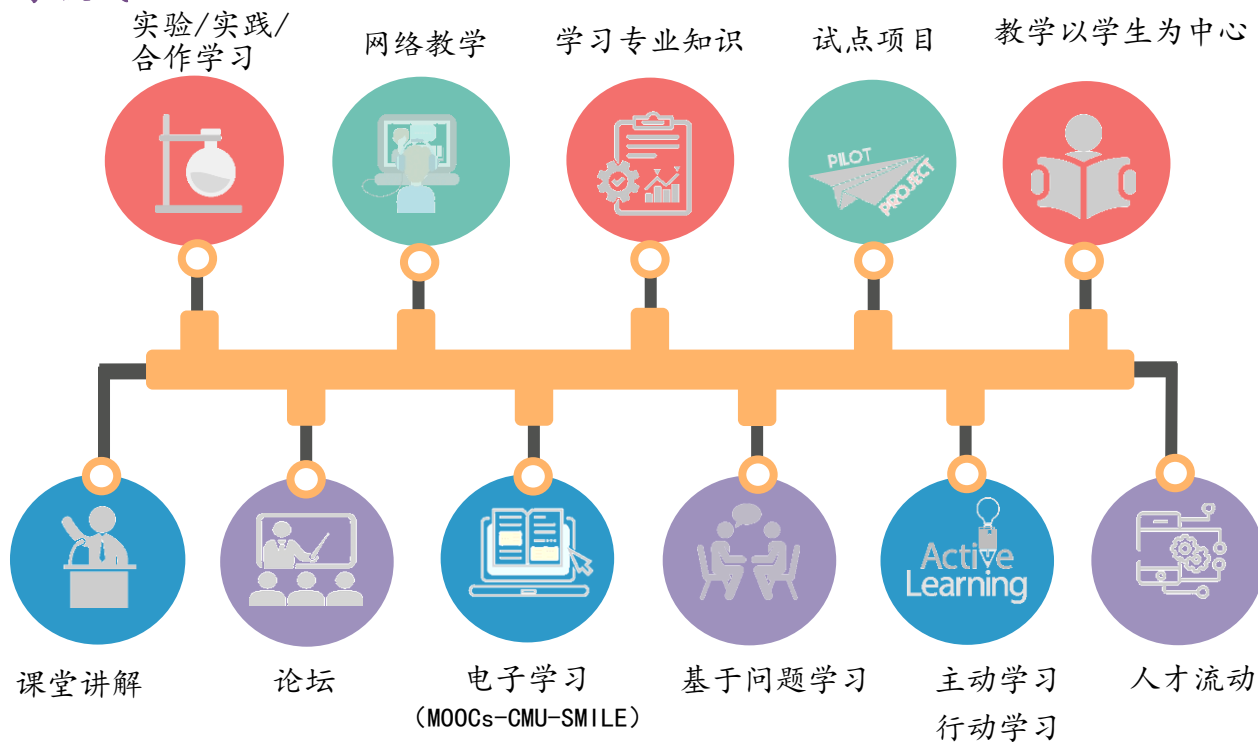 实验/实践/
合作学习
网络教学
学习专业知识
试点项目
教学以学生为中心
PILOT
PROJECT
Active
Learning
课堂讲解
论坛
电子学习
（MOOCs-CMU-SMILE）
基于问题学习
主动学习
行动学习
人才流动